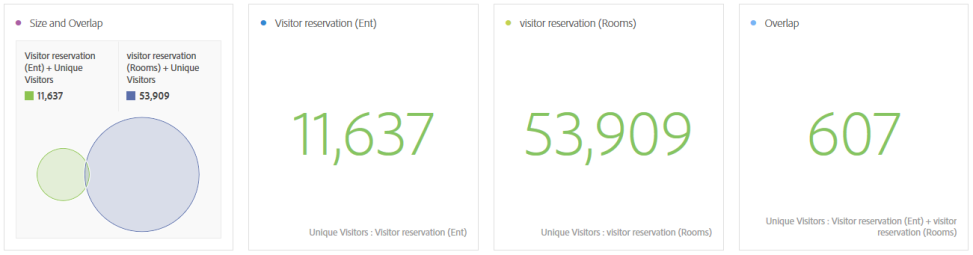 Size and Overlap
Visitor reservation
(Ent) + Unique
Visitors
11,637
visitor reservation
(Rooms) + Unique
Visitors
53,909
Visitor reservation (Ent)
11,637
Unique Visitors : Visitor reservation (Ent)
visitor reservation (Rooms)
53,909
Unique Visitors : visitor reservation (Rooms)
Overlap
607
Unique Visitors : Visitor reservation (Ent) + visitor
reservation (Rooms)